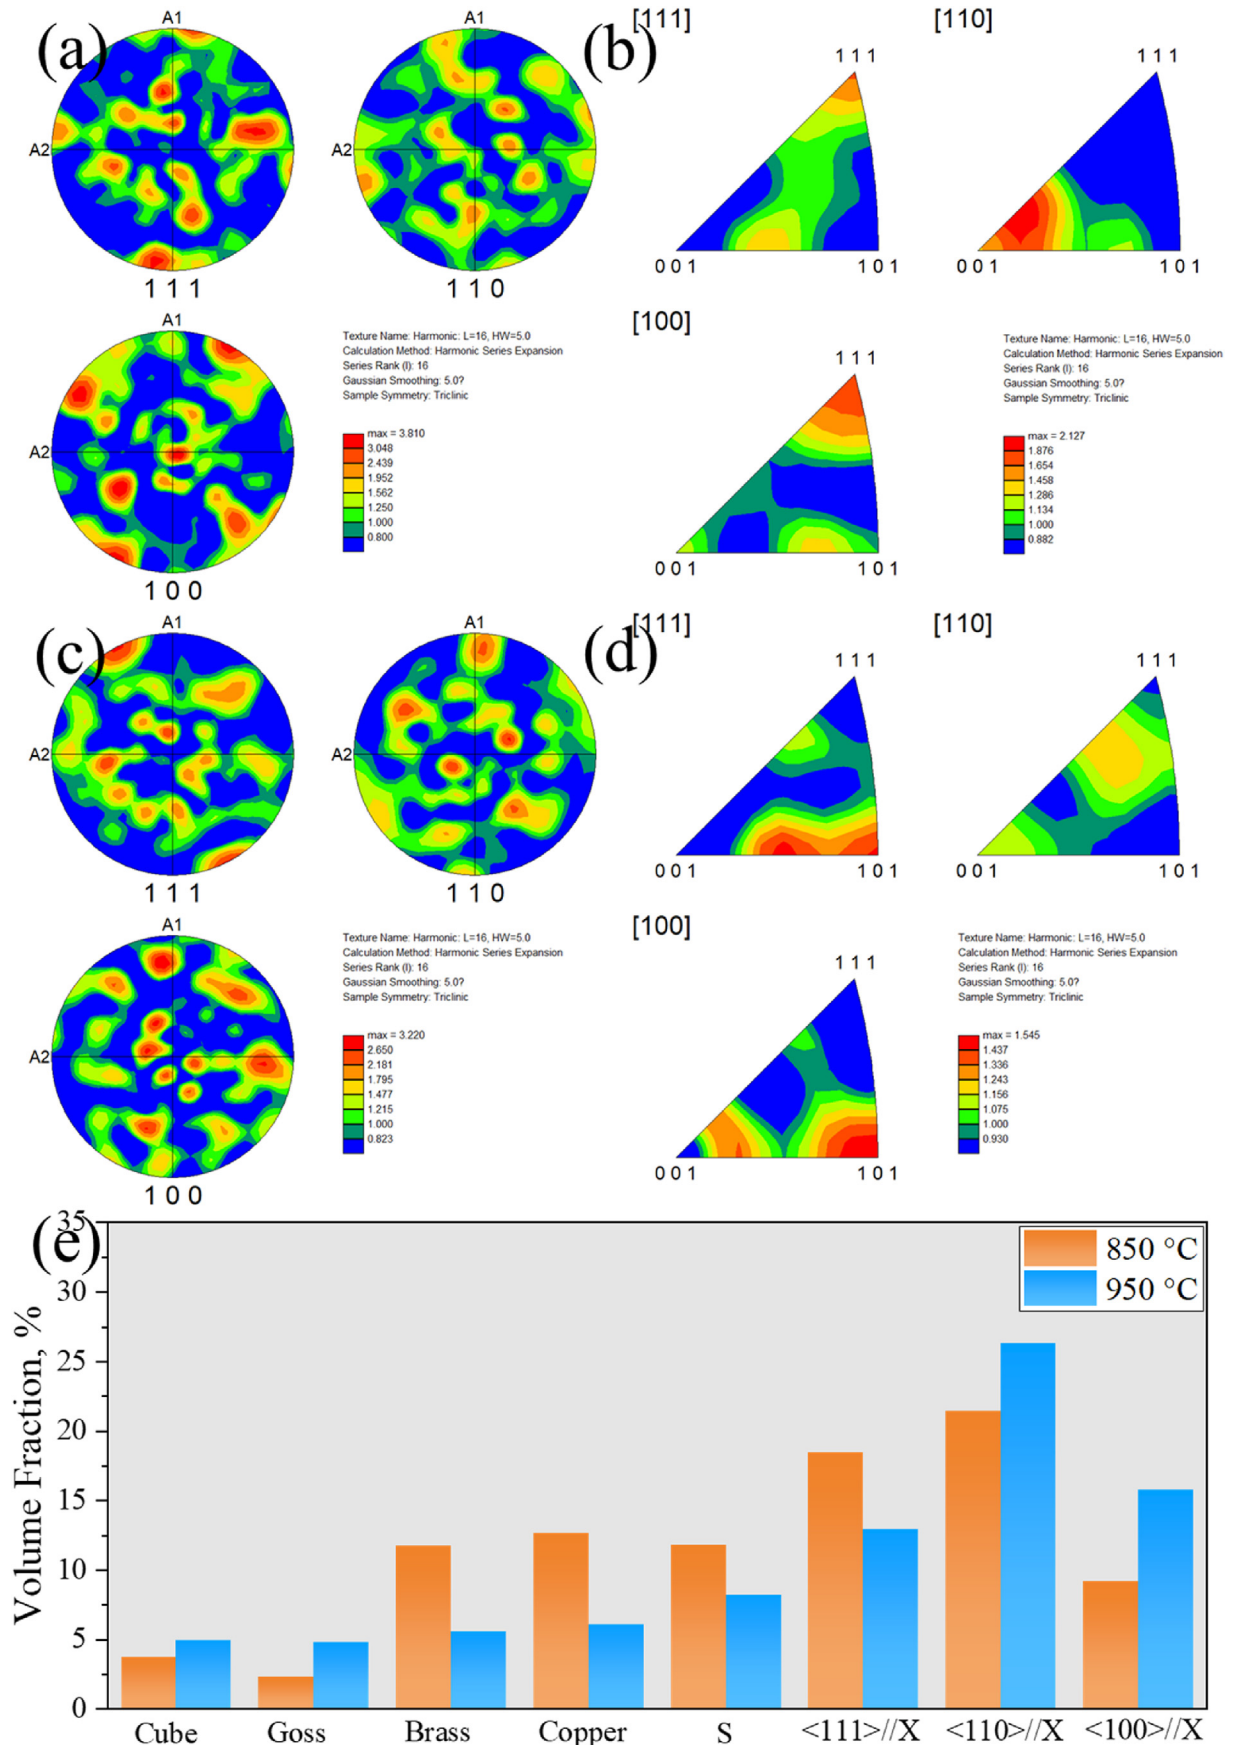 (a)
A1
A2
1 1 1
A1
A2
1 1 0
(b)
[111]
1 1 1
0 0 1
1 0 1
[110]
1 1 1
0 0 1
1 0 1
A1
A2
1 0 0
Texture Name: Harmonic: L=16, HW=5.0
Calculation Method: Harmonic Series Expansion
Series Rank (l): 16
Gaussian Smoothing: 5.0?
Sample Symmetry: Triclinic
max = 3.810
3.048
2.439
1.952
1.562
1.250
1.000
0.800
[100]
1 1 1
0 0 1
1 0 1
Texture Name: Harmonic: L=16, HW=5.0
Calculation Method: Harmonic Series Expansion
Series Rank (l): 16
Gaussian Smoothing: 5.0?
Sample Symmetry: Triclinic
max = 2.127
1.876
1.654
1.458
1.286
1.134
1.000
0.882
(c)
A1
A2
1 1 1
A1
A2
1 1 0
(d)
[111]
1 1 1
0 0 1
1 0 1
[110]
1 1 1
0 0 1
1 0 1
A1
A2
1 0 0
Texture Name: Harmonic: L=16, HW=5.0
Calculation Method: Harmonic Series Expansion
Series Rank (l): 16
Gaussian Smoothing: 5.0?
Sample Symmetry: Triclinic
max = 3.220
2.650
2.181
1.795
1.477
1.215
1.000
0.823
[100]
1 1 1
0 0 1
1 0 1
Texture Name: Harmonic: L=16, HW=5.0
Calculation Method: Harmonic Series Expansion
Series Rank (l): 16
Gaussian Smoothing: 5.0?
Sample Symmetry: Triclinic
max = 1.545
1.437
1.336
1.243
1.156
1.075
1.000
0.930
(e)
850 °C
950 °C
Volume Fraction, %
35
30
25
20
15
10
5
0
Cube
Goss
Brass
Copper
S
<111>//X
<110>//X
<100>//X